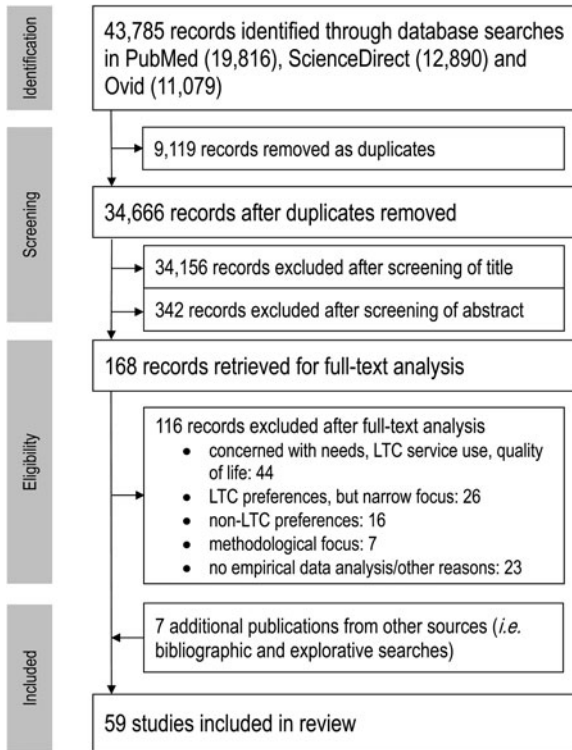 Identification
43,785 records identified through database searches
in PubMed (19,816), ScienceDirect (12,890) and
Ovid (11,079)
Screening
9,119 records removed as duplicates
34,666 records after duplicates removed
34,156 records excluded after screening of title
342 records excluded after screening of abstract
Eligibility
168 records retrieved for full-text analysis
116 records excluded after full-text analysis
• concerned with needs, LTC service use, quality
of life: 44
• LTC preferences, but narrow focus: 26
• non-LTC preferences: 16
• methodological focus: 7
• no empirical data analysis/other reasons: 23
Included
7 additional publications from other sources (i.e.
bibliographic and explorative searches)
59 studies included in review